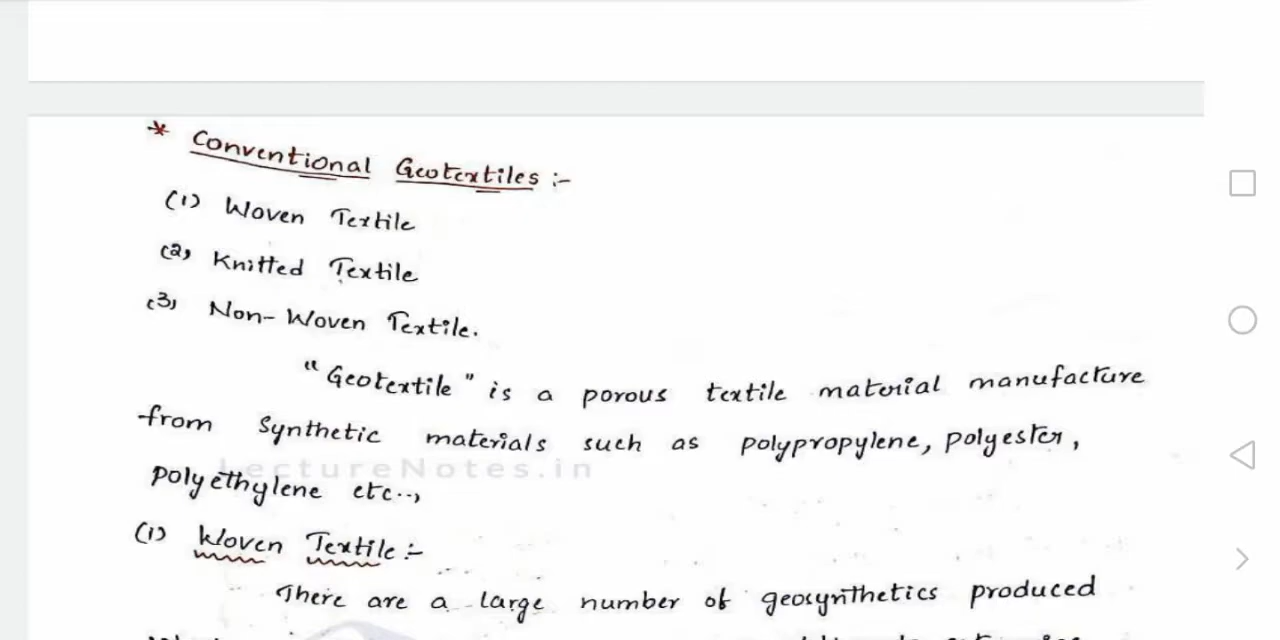 * Conventional Geotextiles :-
(1) Woven Textile
(2) Knitted Textile
(3) Non-Woven Textile.
"Geotextile" is a porous textile material manufacture
from Synthetic materials such as polypropylene, polyester,
LectureNotes.in
polyethylene etc..,
(i) Woven Textile :-
There are a large number of geosynthetics produced